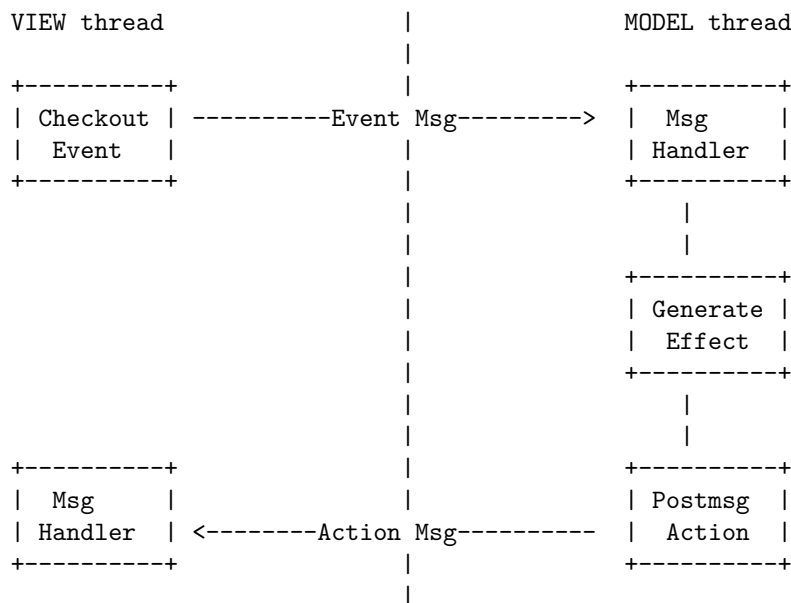 VIEW thread | MODEL thread
|
+----------+ | +----------+
| Checkout | ----------Event Msg---------> | Msg |
| Event | | | Handler |
+----------+ | +----------+
| |
| |
| +----------+
| | Generate |
| | Effect |
| +----------+
| |
| |
+----------+ | +----------+
| Msg | | | Postmsg |
| Handler | <--------Action Msg---------- | Action |
+----------+ | +----------+
|